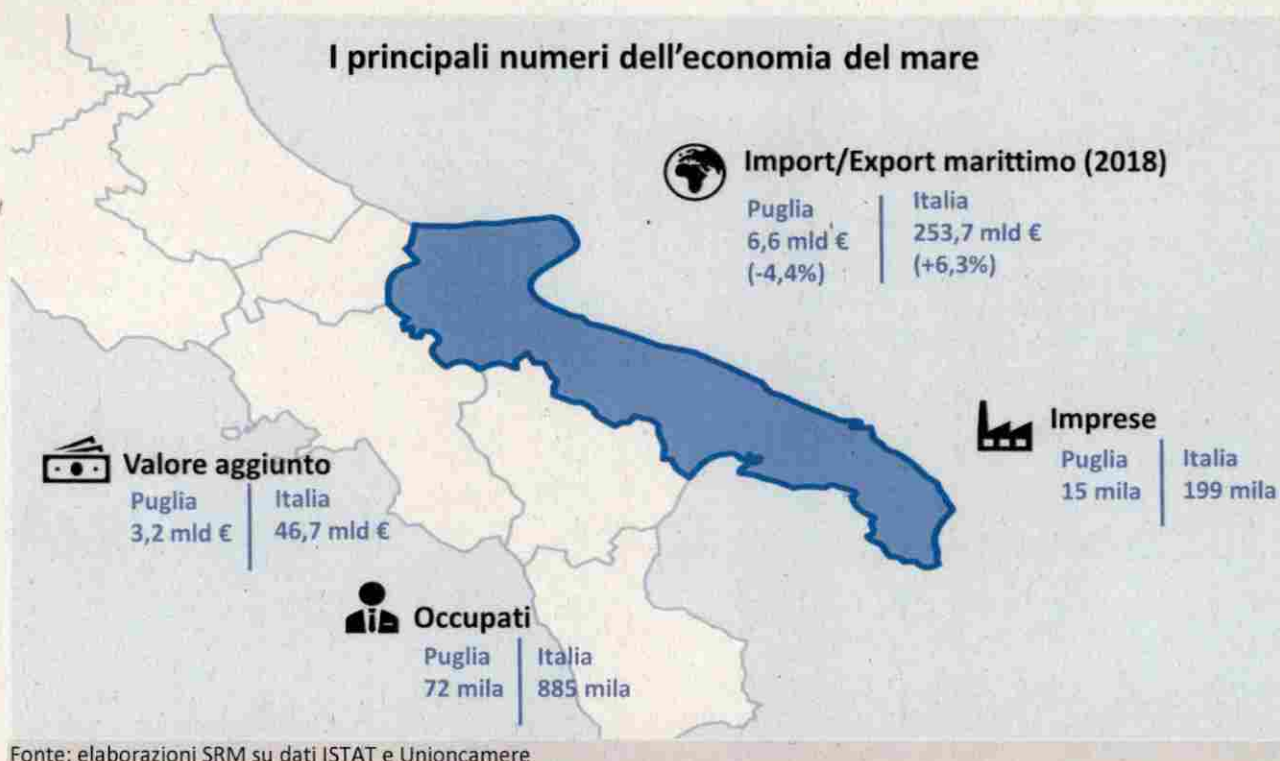 I principali numeri dell'economia del mare
Import/Export marittimo (2018)
Puglia
6,6 mld €
(-4,4%)
Italia
253,7 mld €
(+6,3%)
Imprese
Puglia
15 mila
Italia
199 mila
Valore aggiunto
Puglia
3,2 mld €
Italia
46,7 mld €
Occupati
Puglia
72 mila
Italia
885 mila
Fonte: elaborazioni SRM su dati ISTAT e Unioncamere